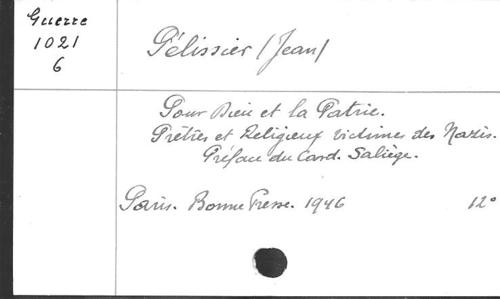 Guerre
1021
6
Pélissier (Jean)
Pour Dieu et la Patrie.
Prêtres et Religieux victimes des Nazis.
Préface du Card. Saliège.
Paris. Bonne Presse. 1946 12°